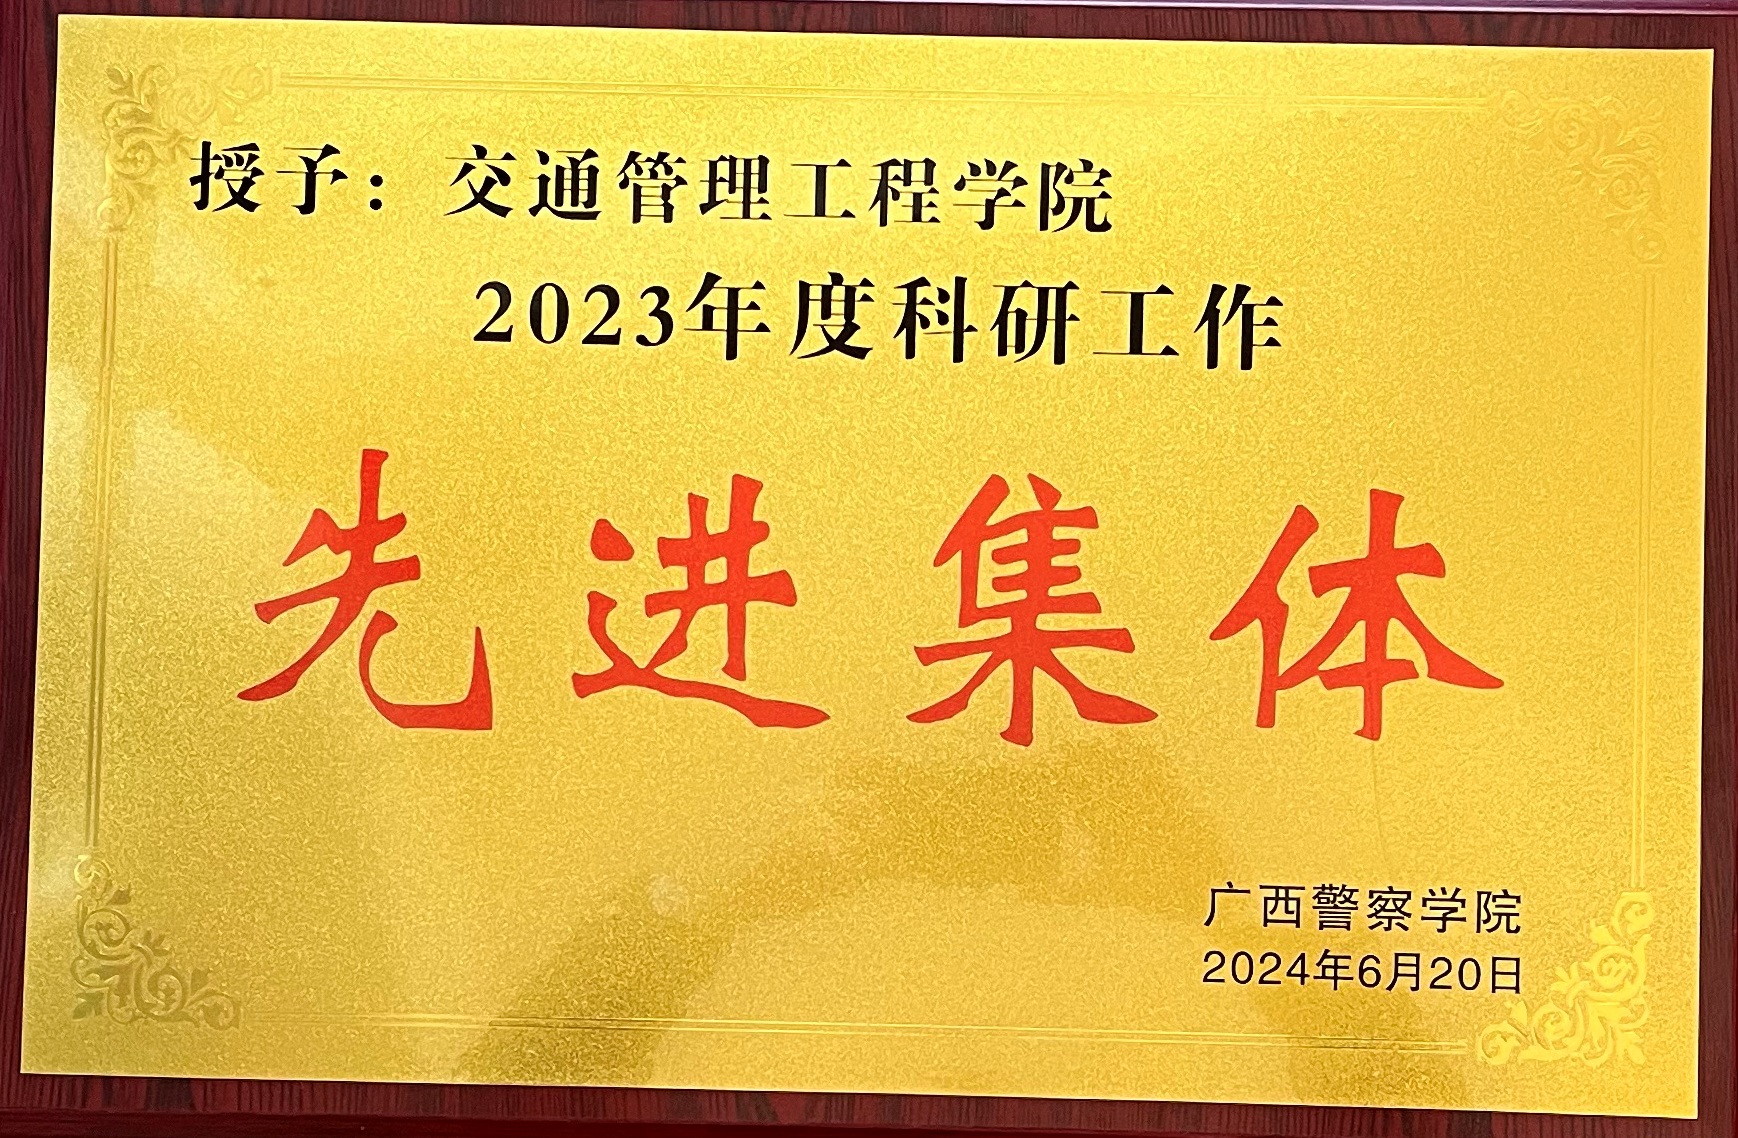 授予：交通管理工程学院
2023年度科研工作
先进集体
广西警察学院
2024年6月20日